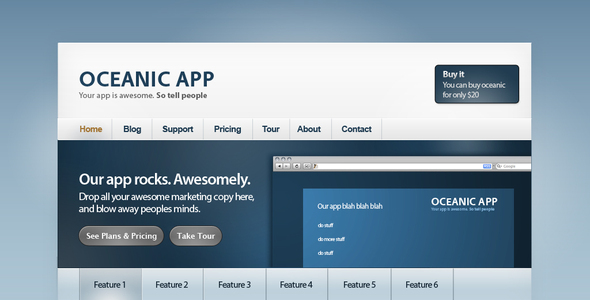 OCEANIC APP
Your app is awesome. So tell people
Buy it
You can buy oceanic
for only $20
Home
Blog
Support
Pricing
Tour
About
Contact
Our app rocks. Awesomely.
Drop all your awesome marketing copy here,
and blow away peoples minds.
See Plans & Pricing
Take Tour
Google
OCEANIC APP
Your app is awesome. So tell people
Our app blah blah blah
do stuff
do more stuff
do stuff
Feature 1
Feature 2
Feature 3
Feature 4
Feature 5
Feature 6